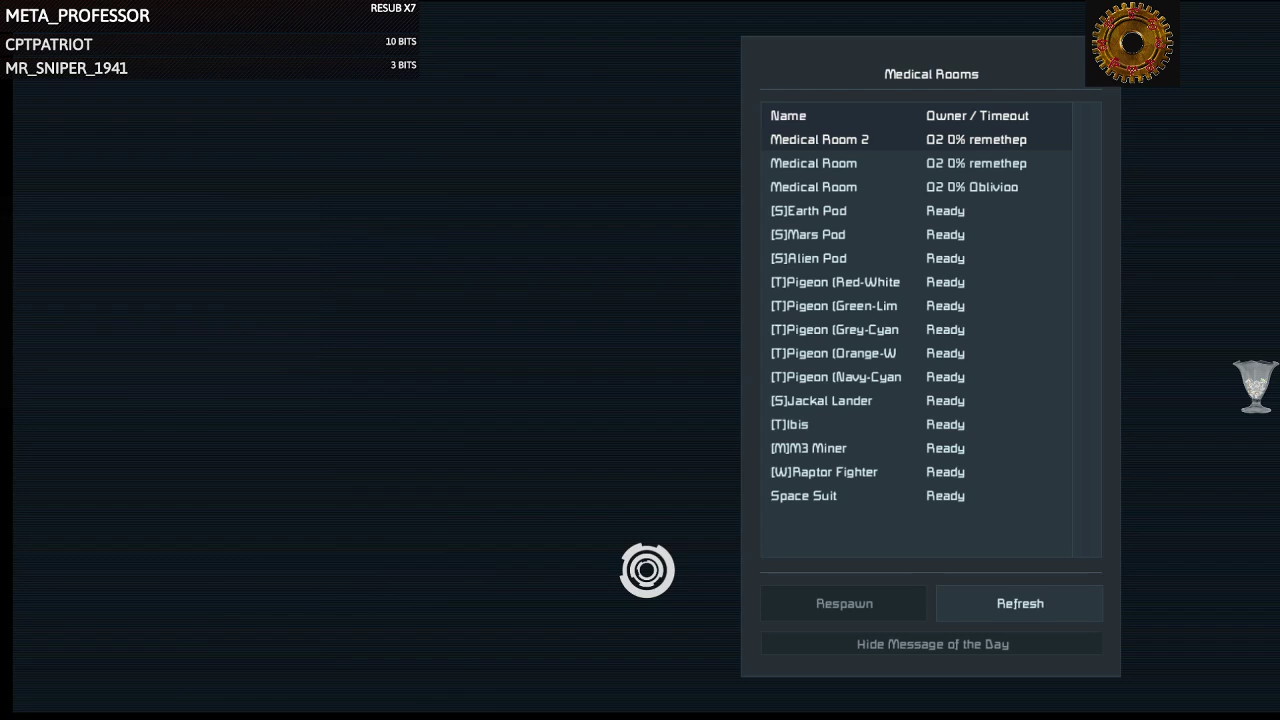 META_PROFESSOR RESUB X7
CPTPATRIOT 10 BITS
MR_SNIPER_1941 3 BITS
Medical Rooms
Name Owner / Timeout
Medical Room 2 O2 0% remethep
Medical Room O2 0% remethep
Medical Room O2 0% Oblivioo
[S]Earth Pod Ready
[S]Mars Pod Ready
[S]Alien Pod Ready
[T]Pigeon (Red-White Ready
[T]Pigeon (Green-Lim Ready
[T]Pigeon (Grey-Cyan Ready
[T]Pigeon (Orange-W Ready
[T]Pigeon (Navy-Cyan Ready
[S]Jackal Lander Ready
[T]Ibis Ready
[M]M3 Miner Ready
[W]Raptor Fighter Ready
Space Suit Ready
Respawn Refresh
Hide Message of the Day